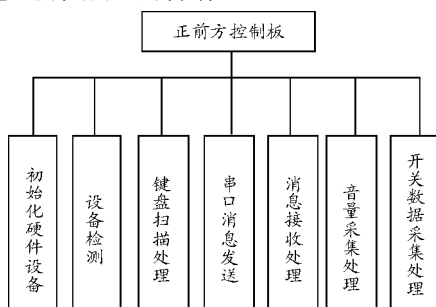 正前方控制板
初始化硬件设备
设备检测
键盘扫描处理
串口消息发送
消息接收处理
音量采集处理
开关数据采集处理